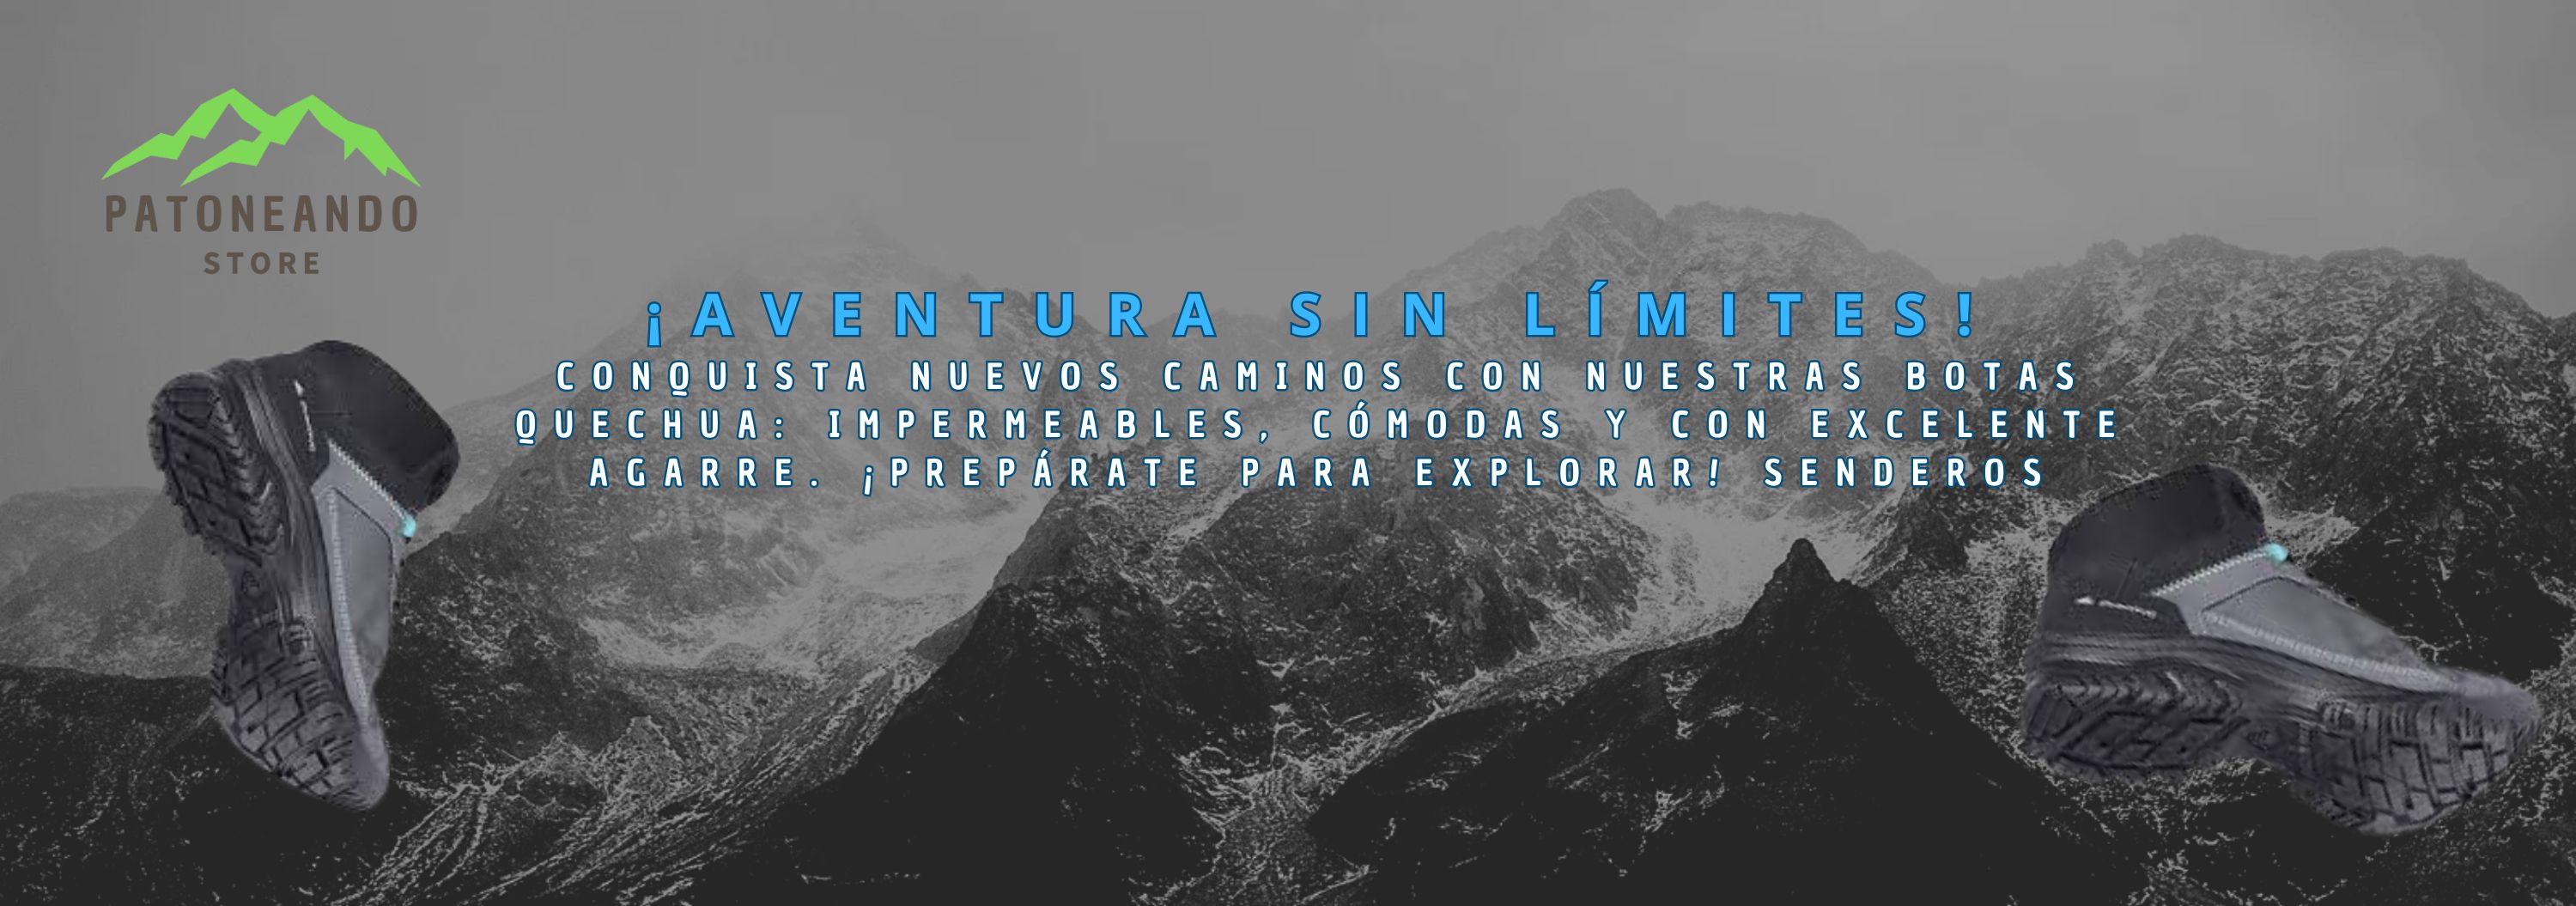 PATONEANDO
STORE
¡AVENTURA SIN LÍMITES!
CONQUISTA NUEVOS CAMINOS CON NUESTRAS BOTAS
QUECHUA: IMPERMEABLES, CÓMODAS Y CON EXCELENTE
AGARRE. ¡PREPÁRATE PARA EXPLORAR! SENDEROS